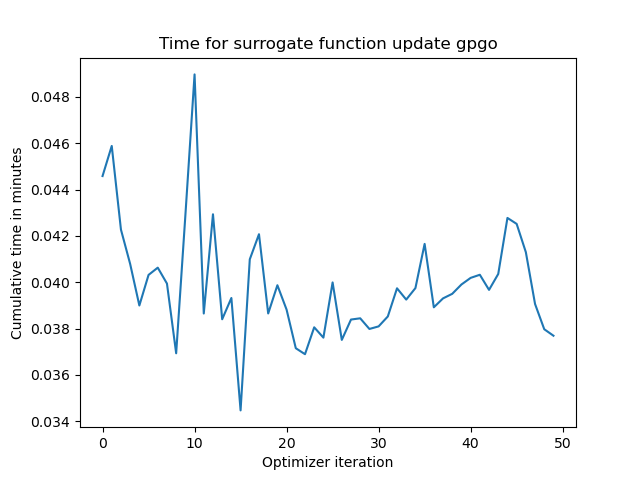 Time for surrogate function update gpgo
0.048
0.046
0.044
0.042
0.040
0.038
0.036
0.034
Cumulative time in minutes
0 10 20 30 40 50
Optimizer iteration